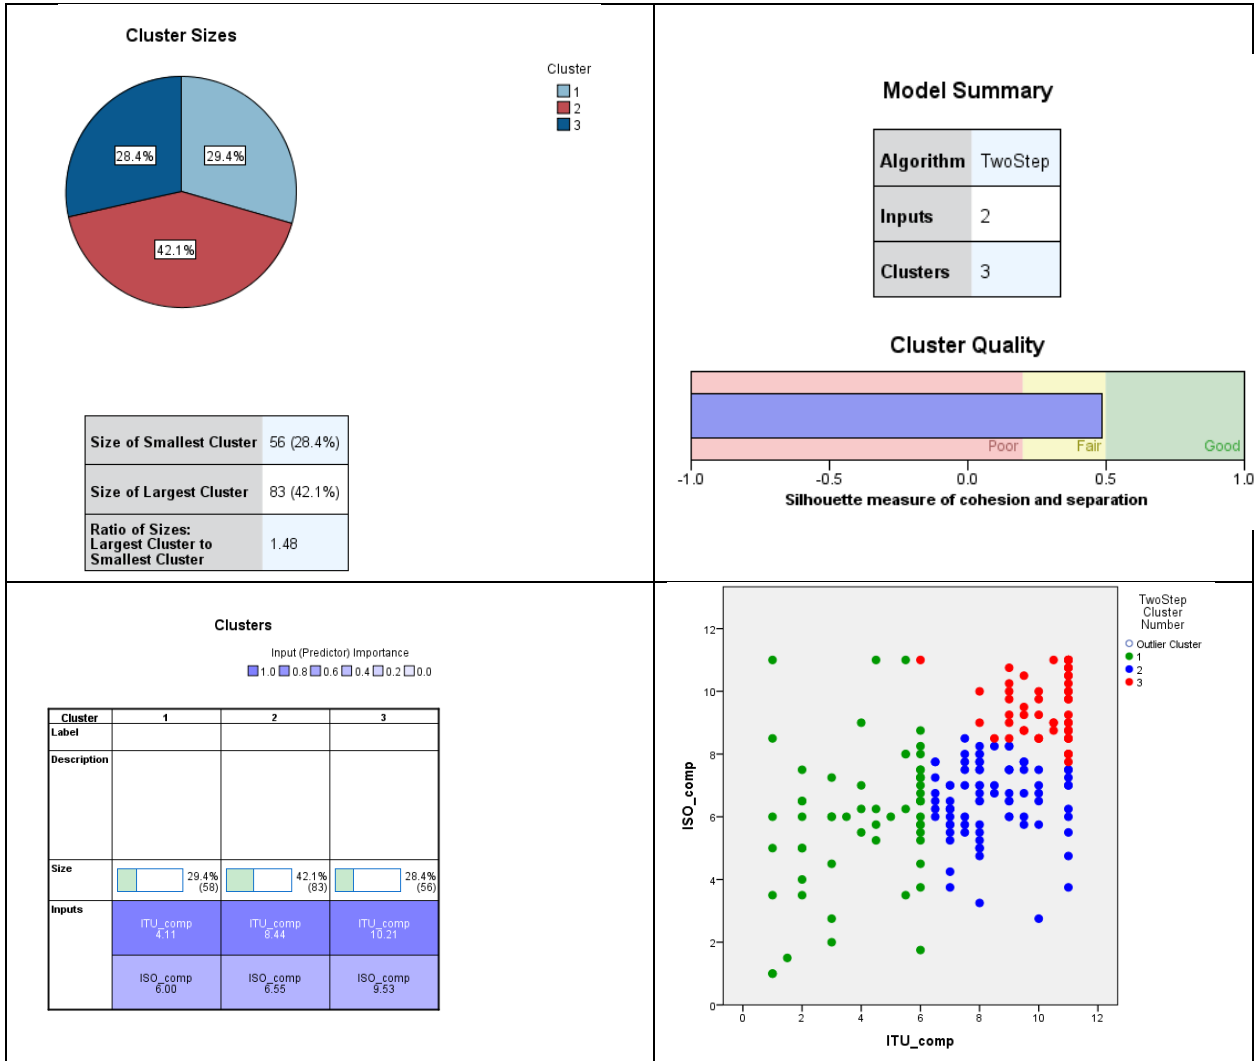 Cluster Sizes
Cluster
1
2
3
28.4%
29.4%
42.1%
Size of Smallest Cluster 56 (28.4%)
Size of Largest Cluster 83 (42.1%)
Ratio of Sizes:
Largest Cluster to
Smallest Cluster
1.48
Model Summary
Algorithm TwoStep
Inputs 2
Clusters 3
Cluster Quality
Poor Fair Good
-1.0 -0.5 0.0 0.5 1.0
Silhouette measure of cohesion and separation
Clusters
Input (Predictor) Importance
1.0 0.8 0.6 0.4 0.2 0.0
Cluster 1 2 3
Label
Description
Size
29.4%
(58)
42.1%
(83)
28.4%
(56)
Inputs
ITU_comp
4.11
ITU_comp
8.44
ITU_comp
10.21
ISO_comp
6.00
ISO_comp
6.55
ISO_comp
9.53
TwoStep
Cluster
Number
Outlier Cluster
1
2
3
ISO_comp
12
10
8
6
4
2
0
0 2 4 6 8 10 12
ITU_comp